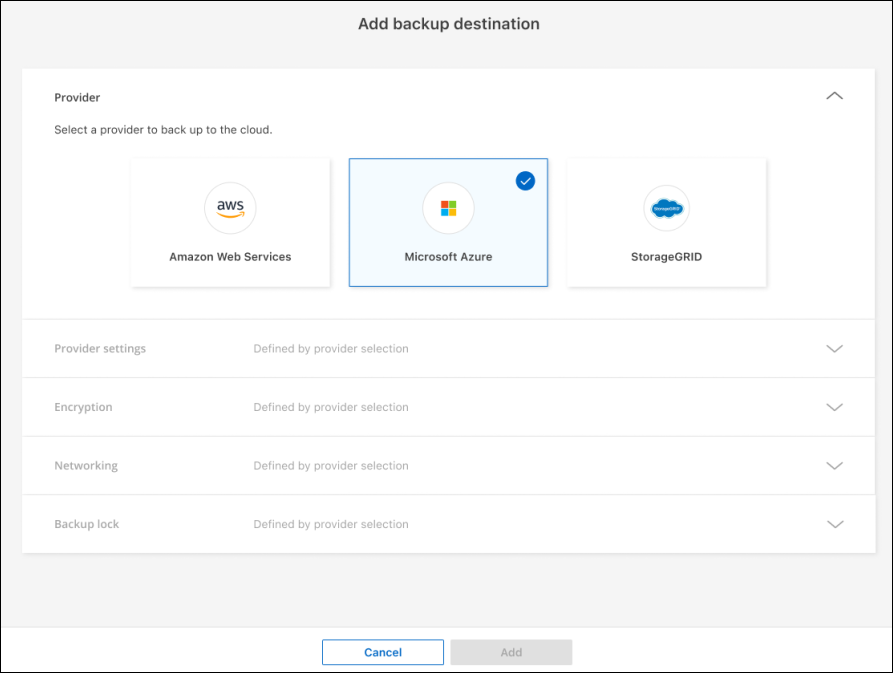 Add backup destination
Provider
Select a provider to back up to the cloud.
aws
StorageGRID
Amazon Web Services
Microsoft Azure
StorageGRID
Provider settings Defined by provider selection
Encryption Defined by provider selection
Networking Defined by provider selection
Backup lock Defined by provider selection
Cancel Add